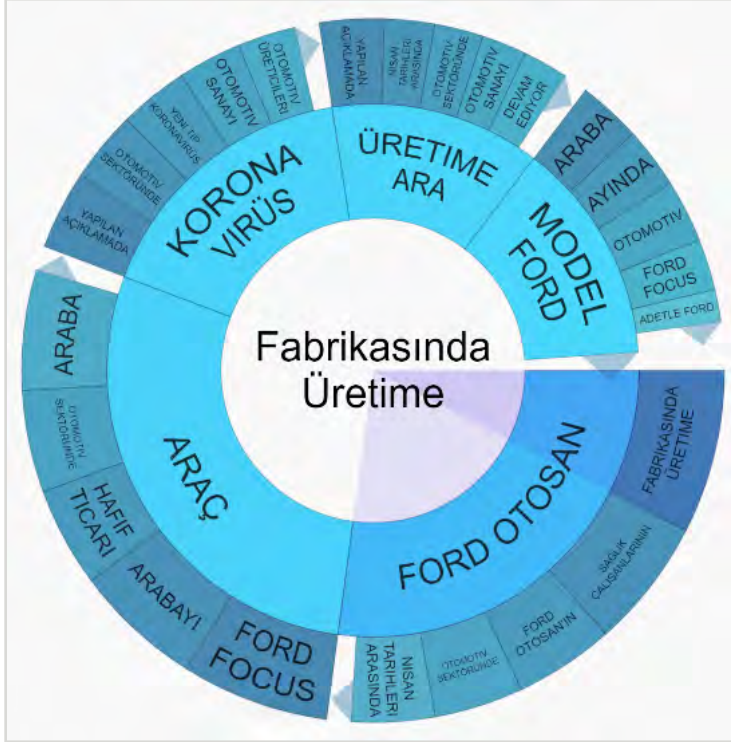 Fabrikasında
Üretime
KORONA
VIRÜS
YAPILAN
AÇIKLAMADA
OTOMOTIV
SEKTÖRÜNDE
YENI TIP
KORONAVIRÜS
OTOMOTIV
SANAYI
OTOMOTIV
ÜRETICILERI
ÜRETIME
ARA
YAPILAN
AÇIKLAMADA
NISAN
TARIHLERI
ARASINDA
OTOMOTIV
SEKTÖRÜNDE
OTOMOTIV
SANAYI
DEVAM
EDIYOR
MODEL
FORD
ARABA
AYINDA
OTOMOTIV
FORD
FOCUS
ADETLE FORD
FORD OTOSAN
FABRIKASINDA
ÜRETIME
SAĞLIK
ÇALIŞANLARININ
FORD
OTOSAN'IN
OTOMOTIV
SEKTÖRÜNDE
NISAN
TARIHLERI
ARASINDA
ARAÇ
FORD
FOCUS
ARABAYI
HAFIF
TICARI
OTOMOTIV
SEKTÖRÜNDE
ARABA